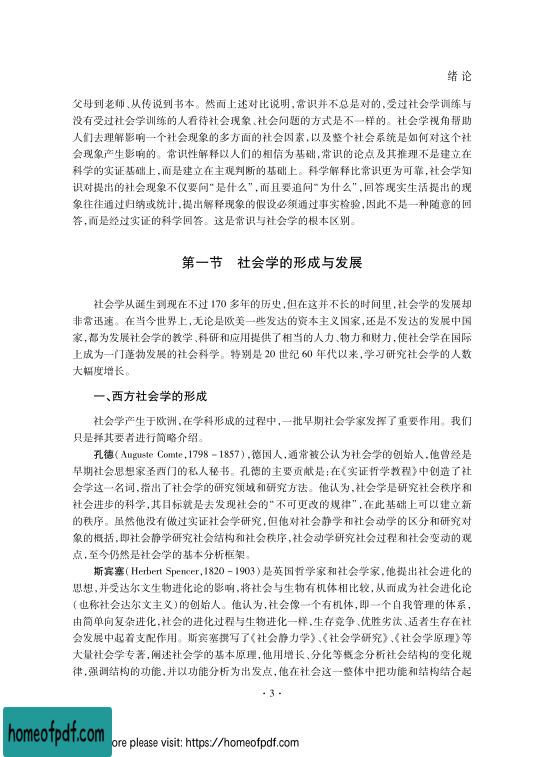 绪 论
父母到老师、从传说到书本。然而上述对比说明,常识并不总是对的,受过社会学训练与
没有受过社会学训练的人看待社会现象、社会问题的方式是不一样的。社会学视角帮助
人们去理解影响一个社会现象的多方面的社会因素,以及整个社会系统是如何对这个社
会现象产生影响的。常识性解释以人们的相信为基础,常识的论点及其推理不是建立在
科学的实证基础上,而是建立在主观判断的基础上。科学解释比常识更为可靠,社会学知
识对提出的社会现象不仅要问“是什么”,而且要追问“为什么”,回答现实生活提出的现
象往往通过归纳或统计,提出解释现象的假设必须通过事实检验,因此不是一种随意的回
答,而是经过实证的科学回答。这是常识与社会学的根本区别。
第一节 社会学的形成与发展
社会学从诞生到现在不过 170 多年的历史,但在这并不长的时间里,社会学的发展却
非常迅速。在当今世界上,无论是欧美一些发达的资本主义国家,还是不发达的发展中国
家,都为发展社会学的教学、科研和应用提供了相当的人力、物力和财力,使社会学在国际
上成为一门蓬勃发展的社会科学。特别是 20 世纪 60 年代以来,学习研究社会学的人数
大幅度增长。
一、西方社会学的形成
社会学产生于欧洲,在学科形成的过程中,一批早期社会学家发挥了重要作用。我们
只是择其要者进行简略介绍。
孔德(Auguste Comte,1798－1857),德国人,通常被公认为社会学的创始人,他曾经是
早期社会思想家圣西门的私人秘书。孔德的主要贡献是:在《实证哲学教程》中创造了社
会学这一名词,指出了社会学的研究领域和研究方法。他认为,社会学是研究社会秩序和
社会进步的科学,其目标就是去发现社会的“不可更改的规律”,在此基础上可以建立新
的秩序。虽然他没有做过实证社会学研究,但他对社会静学和社会动学的区分和研究对
象的概括,即社会静学研究社会结构和社会秩序,社会动学研究社会过程和社会变动的观
点,至今仍然是社会学的基本分析框架。
斯宾塞(Herbert Spencer,1820－1903)是英国哲学家和社会学家,他提出社会进化的
思想,并受达尔文生物进化论的影响,将社会与生物有机体相比较,从而成为社会进化论
(也称社会达尔文主义)的创始人。他认为,社会像一个有机体,即一个自我管理的体系,
由简单向复杂进化,社会的进化过程与生物进化一样,生存竞争、优胜劣汰、适者生存在社
会发展中起着支配作用。斯宾塞撰写了《社会静力学》、《社会学研究》、《社会学原理》等
大量社会学专著,阐述社会学的基本原理,他用增长、分化等概念分析社会结构的变化规
律,强调结构的功能,并以功能分析为出发点,他在社会这一整体中把功能和结构结合起
· 3 ·
homeofpdf.com
ore please visit: https://homeofpdf.com